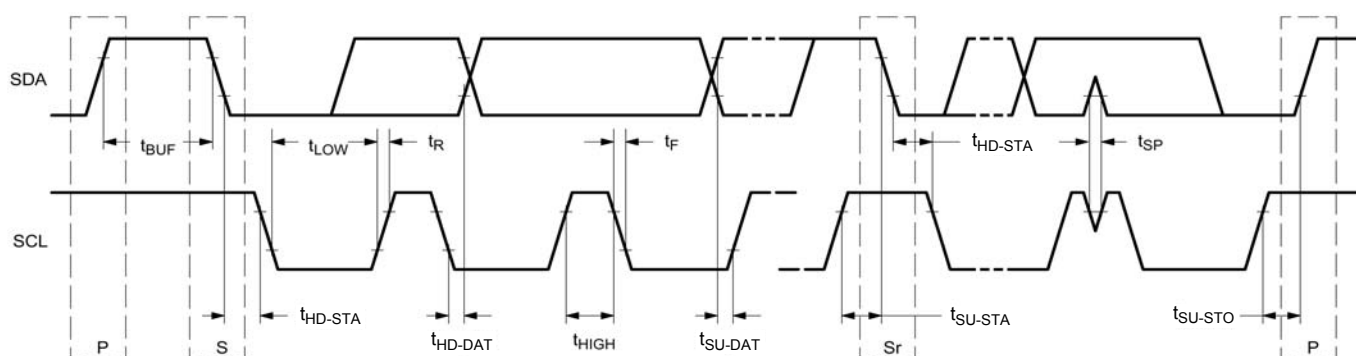 SDA
tBUF
tLOW
tR
tF
tHD-STA
tSP
SCL
tHD-STA
tHD-DAT
tHIGH
tSU-DAT
tSU-STA
tSU-STO
P
S
Sr
P